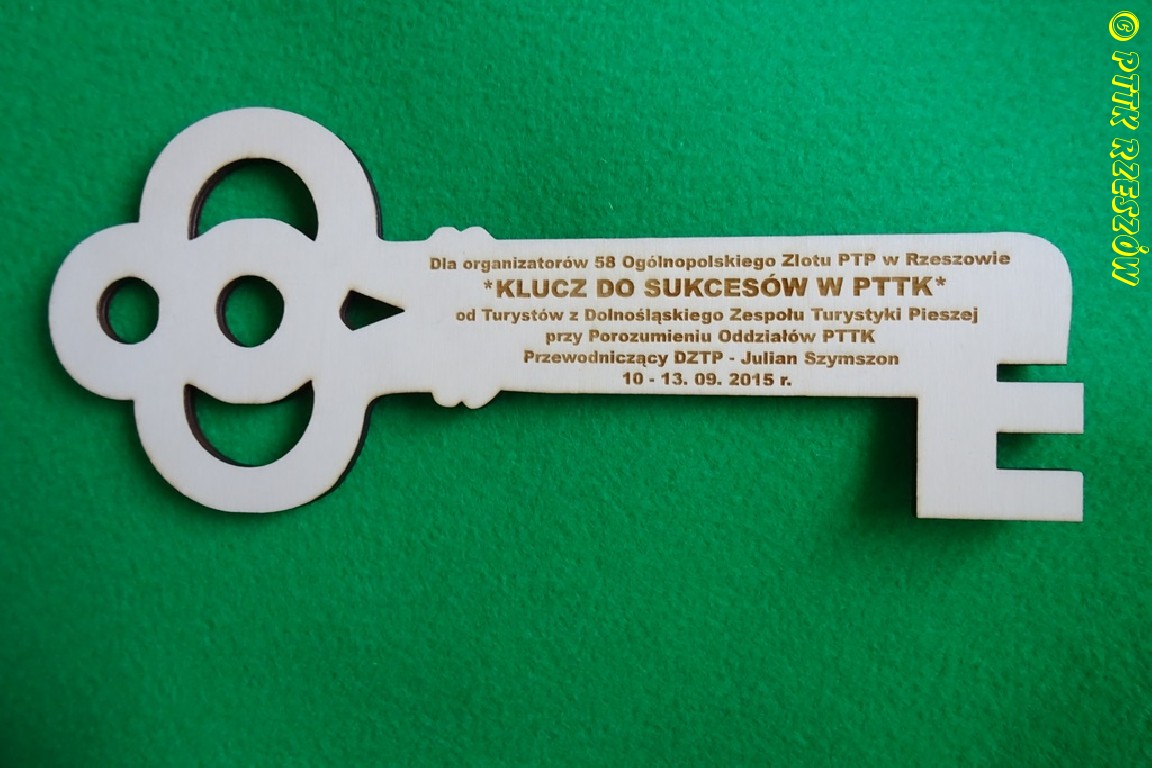 Dla organizatorów 58 Ogólnopolskiego Zlotu PTP w Rzeszowie
*KLUCZ DO SUKCESÓW W PTTK*
od Turystów z Dolnośląskiego Zespołu Turystyki Pieszej
przy Porozumieniu Oddziałów PTTK
Przewodniczący DZTP - Julian Szymszon
10 - 13. 09. 2015 r.
© PTTK RZESZÓW